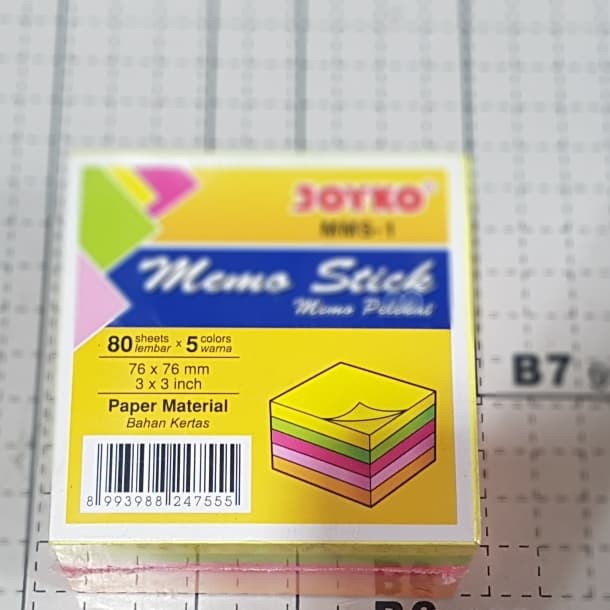 JOYKO
MMS-1
Memo Stick
Memo Pelekat
80 sheets lembar x 5 colors warna
76 x 76 mm
3 x 3 inch
Paper Material
Bahan Kertas
8 993988 247555
B7